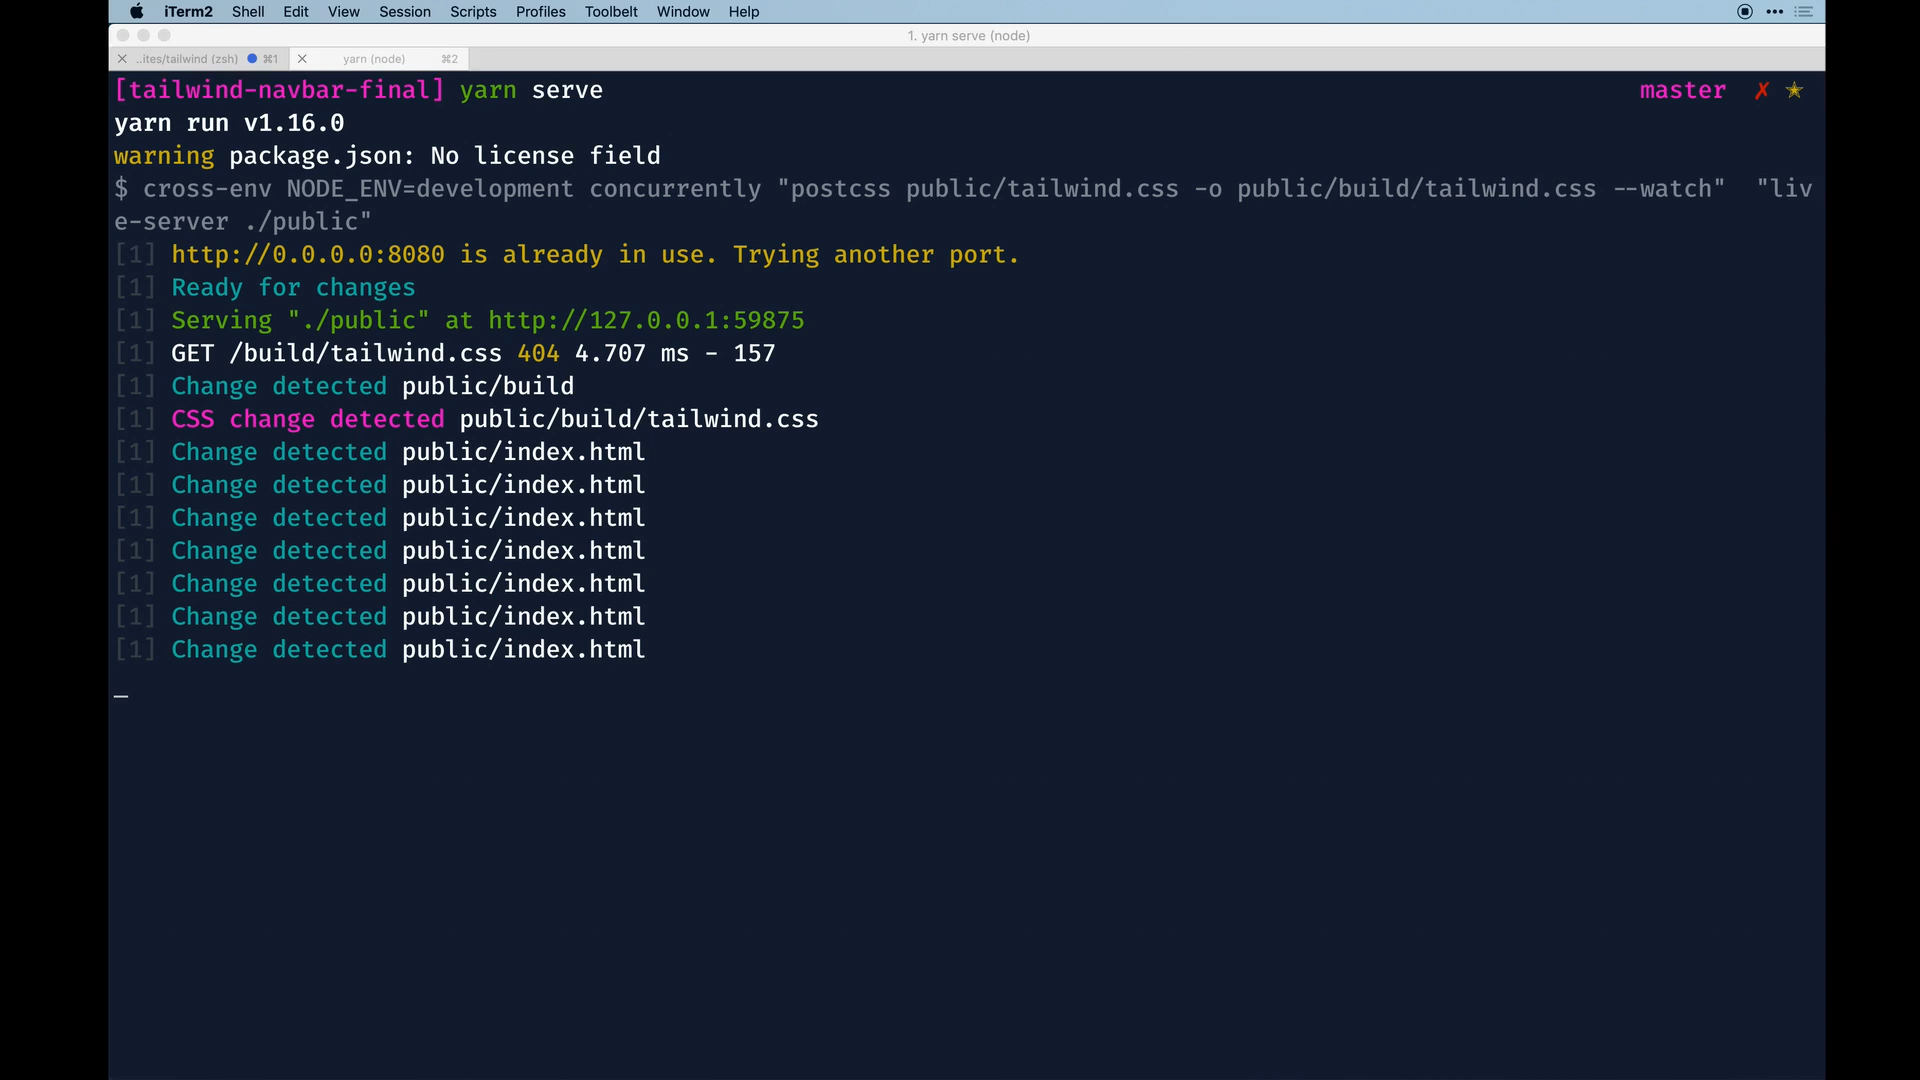 iTerm2 Shell Edit View Session Scripts Profiles Toolbelt Window Help
1. yarn serve (node)
..ites/tailwind (zsh) ⌘1 yarn (node) ⌘2
[tailwind-navbar-final] yarn serve master ✗ ★
yarn run v1.16.0
warning package.json: No license field
$ cross-env NODE_ENV=development concurrently "postcss public/tailwind.css -o public/build/tailwind.css --watch"  "liv
e-server ./public"
[1] http://0.0.0.0:8080 is already in use. Trying another port.
[1] Ready for changes
[1] Serving "./public" at http://127.0.0.1:59875
[1] GET /build/tailwind.css 404 4.707 ms - 157
[1] Change detected public/build
[1] CSS change detected public/build/tailwind.css
[1] Change detected public/index.html
[1] Change detected public/index.html
[1] Change detected public/index.html
[1] Change detected public/index.html
[1] Change detected public/index.html
[1] Change detected public/index.html
[1] Change detected public/index.html